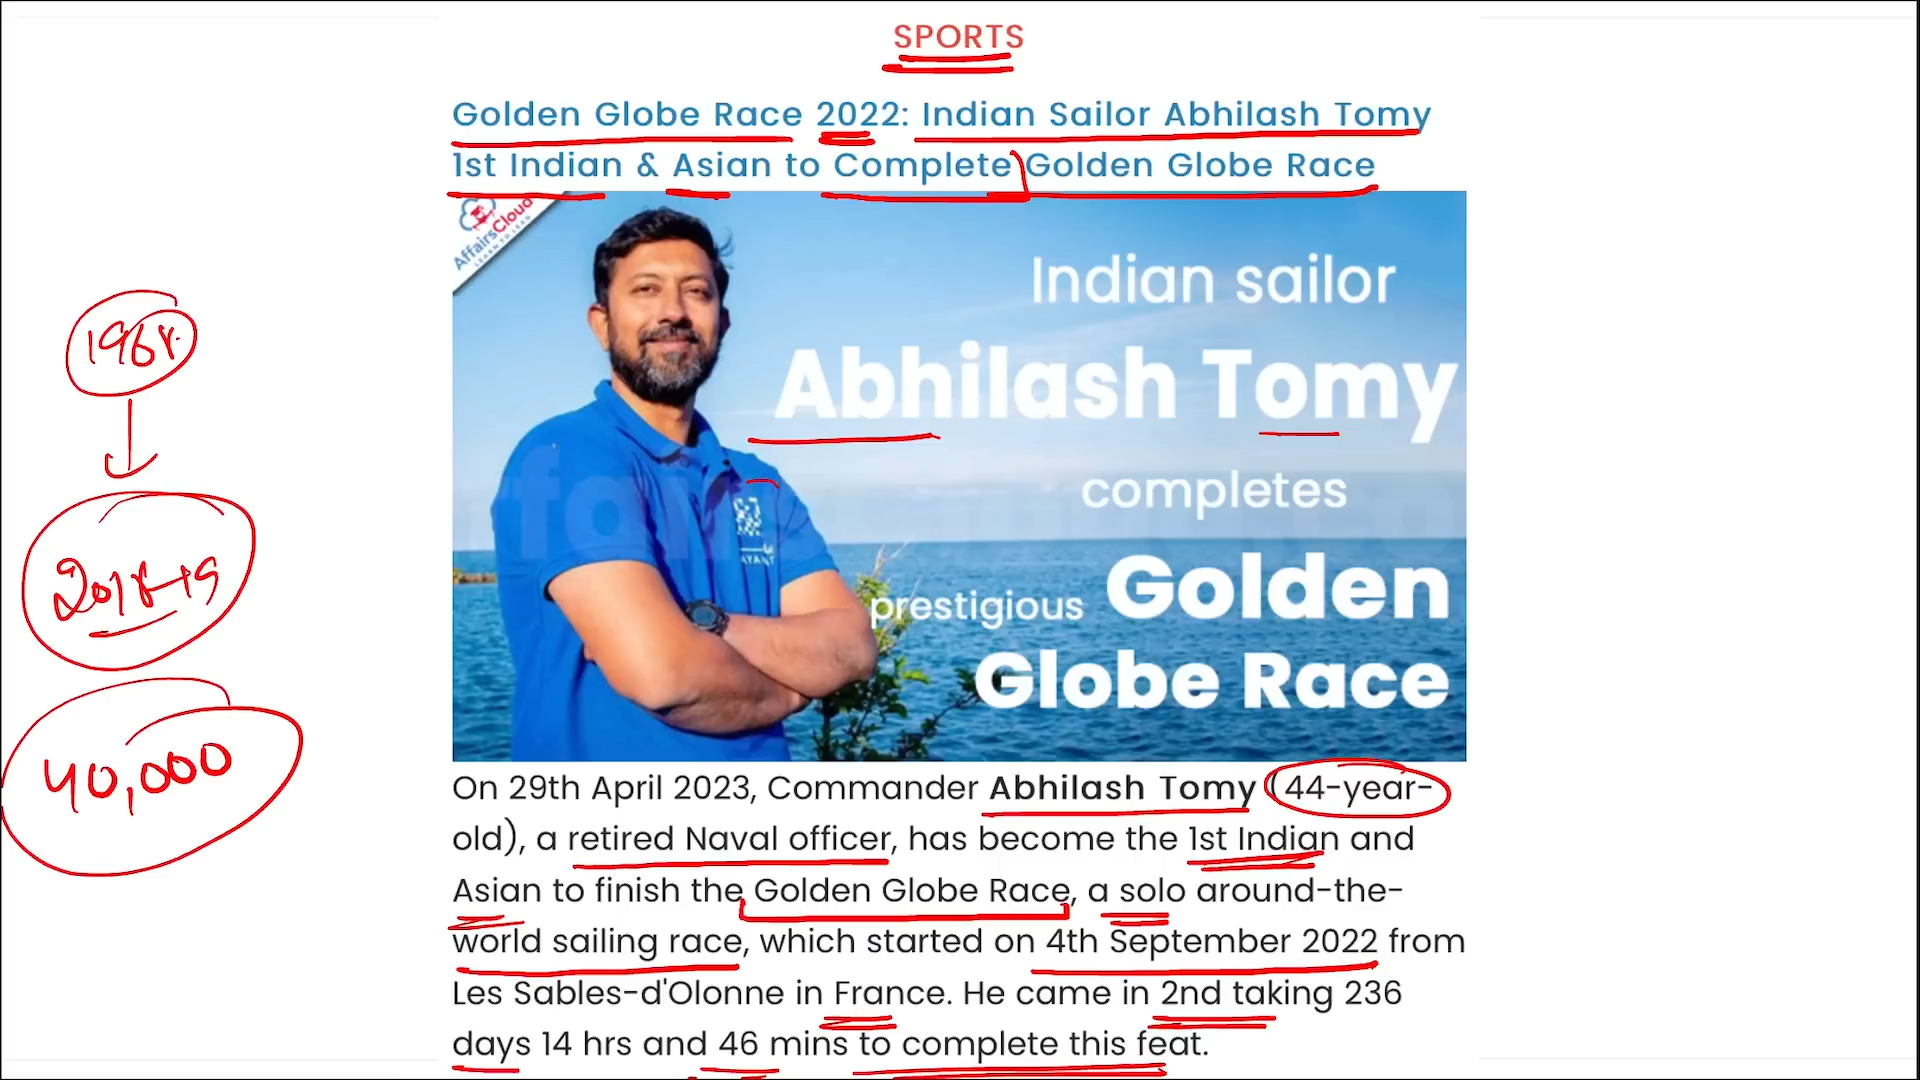 SPORTS
Golden Globe Race 2022: Indian Sailor Abhilash Tomy
1st Indian & Asian to Complete Golden Globe Race
AffairsCloud
LEARN TO LEAD
Indian sailor
Abhilash Tomy
completes
prestigious Golden
Globe Race
1968
2018-19
40,000
On 29th April 2023, Commander Abhilash Tomy (44-year-
old), a retired Naval officer, has become the 1st Indian and
Asian to finish the Golden Globe Race, a solo around-the-
world sailing race, which started on 4th September 2022 from
Les Sables-d'Olonne in France. He came in 2nd taking 236
days 14 hrs and 46 mins to complete this feat.